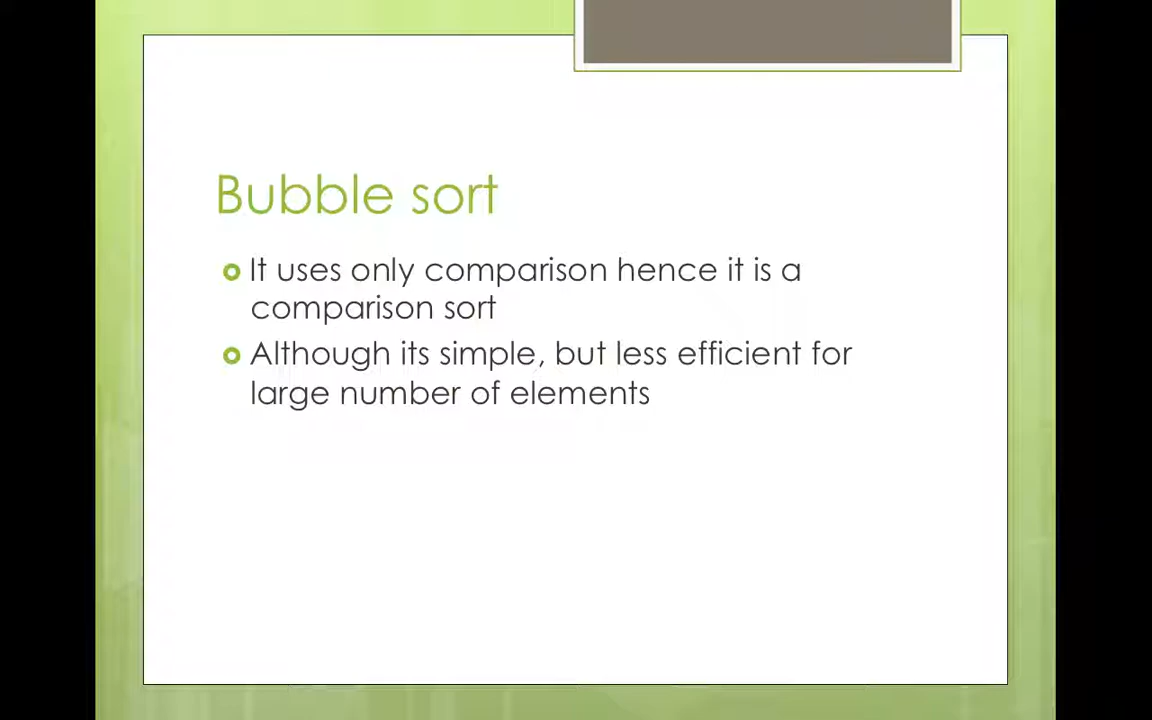 Bubble sort
It uses only comparison hence it is a
comparison sort
Although its simple, but less efficient for
large number of elements